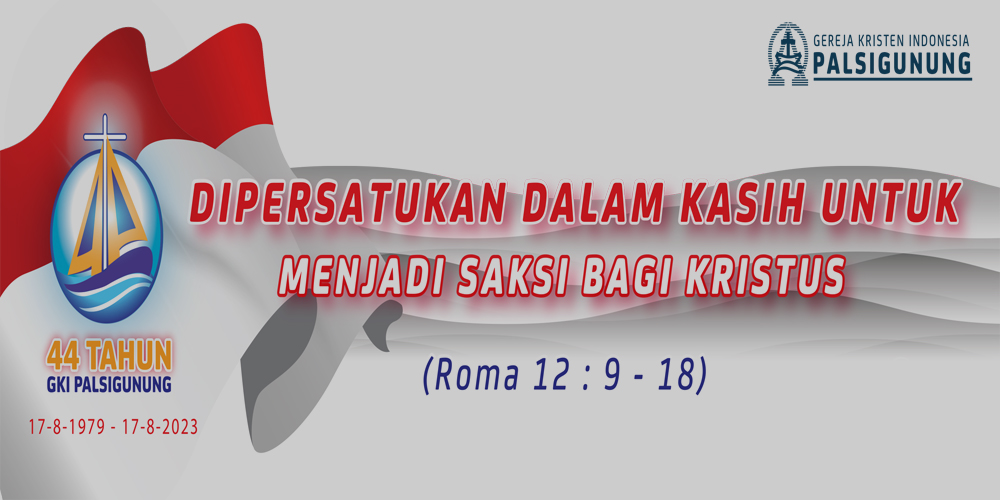 GEREJA KRISTEN INDONESIA
PALSIGUNUNG
DIPERSATUKAN DALAM KASIH UNTUK
MENJADI SAKSI BAGI KRISTUS
(Roma 12 : 9 - 18)
44
44 TAHUN
GKI PALSIGUNUNG
17-8-1979 - 17-8-2023